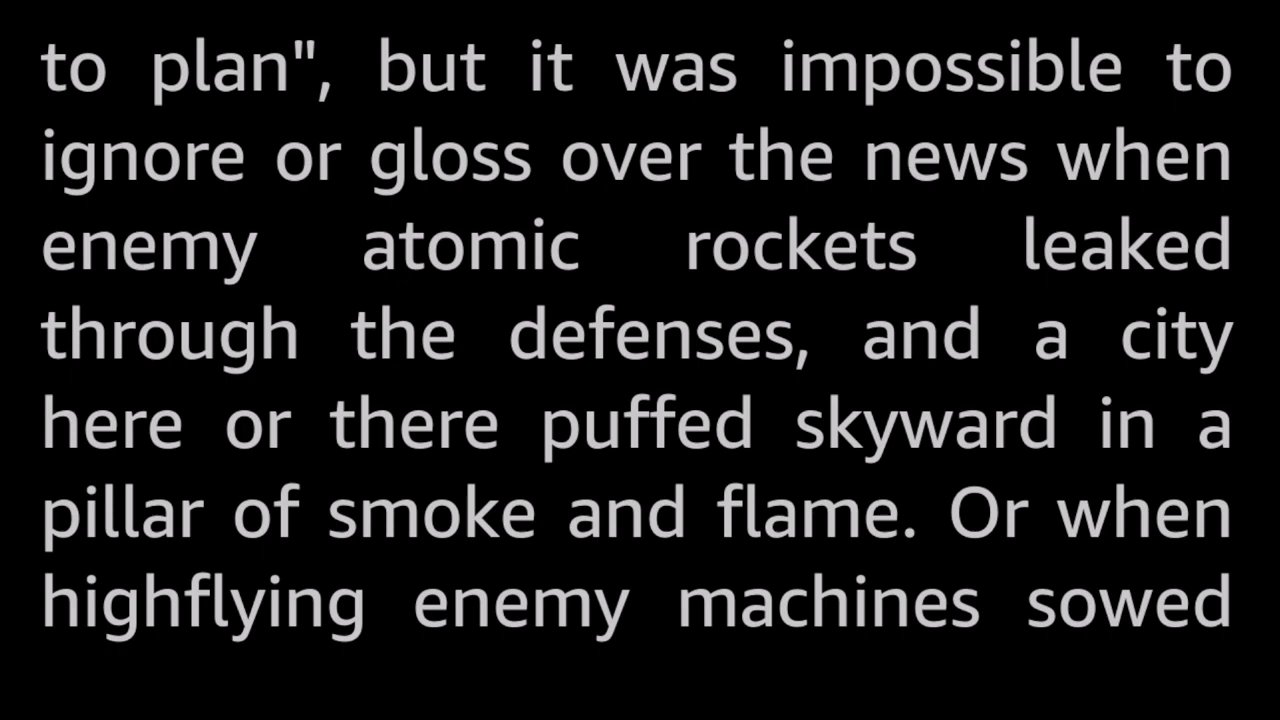 to plan", but it was impossible to
ignore or gloss over the news when
enemy atomic rockets leaked
through the defenses, and a city
here or there puffed skyward in a
pillar of smoke and flame. Or when
highflying enemy machines sowed